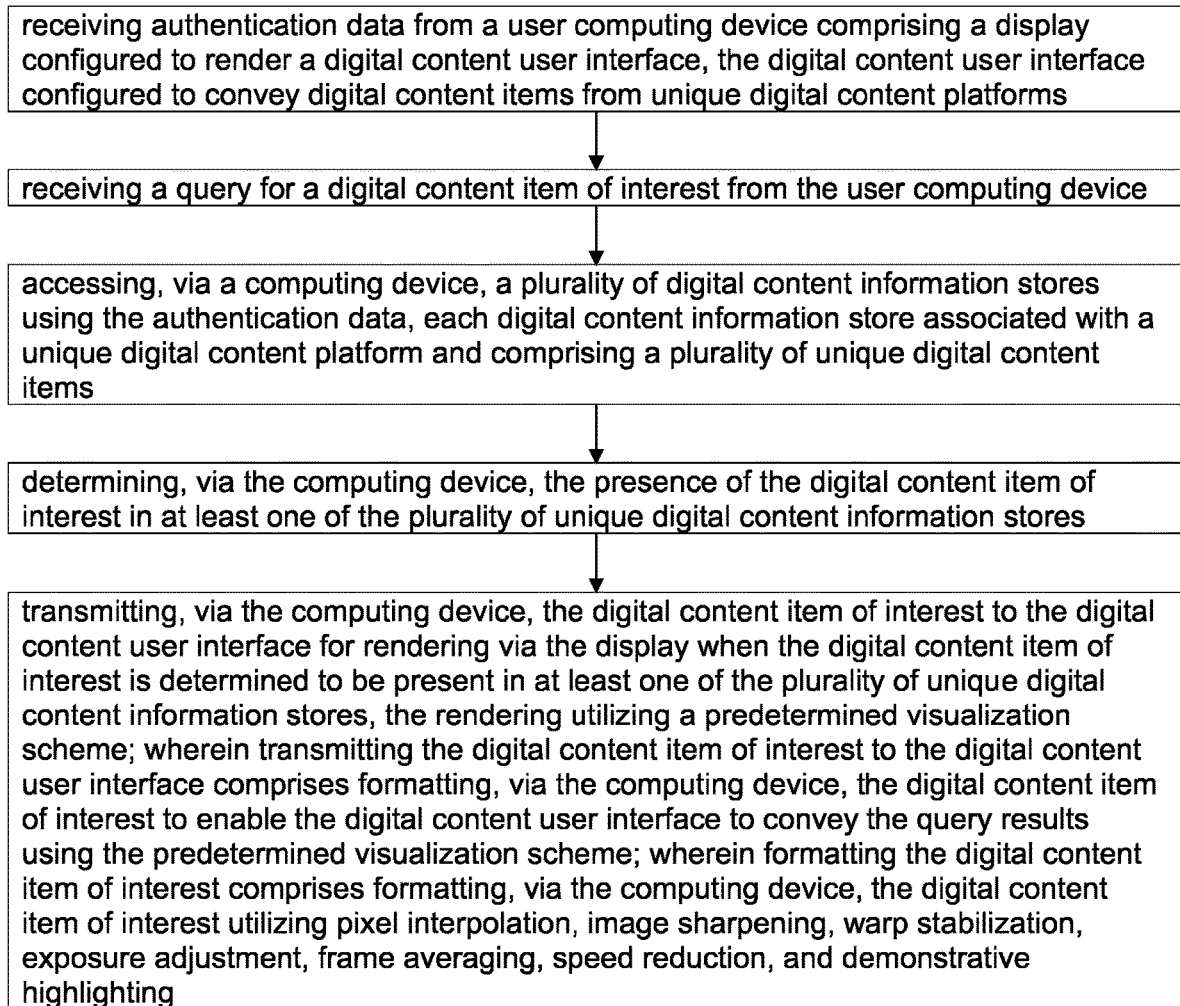 receiving authentication data from a user computing device comprising a display
configured to render a digital content user interface, the digital content user interface
configured to convey digital content items from unique digital content platforms
receiving a query for a digital content item of interest from the user computing device
accessing, via a computing device, a plurality of digital content information stores
using the authentication data, each digital content information store associated with a
unique digital content platform and comprising a plurality of unique digital content
items
determining, via the computing device, the presence of the digital content item of
interest in at least one of the plurality of unique digital content information stores
transmitting, via the computing device, the digital content item of interest to the digital
content user interface for rendering via the display when the digital content item of
interest is determined to be present in at least one of the plurality of unique digital
content information stores, the rendering utilizing a predetermined visualization
scheme; wherein transmitting the digital content item of interest to the digital content
user interface comprises formatting, via the computing device, the digital content item
of interest to enable the digital content user interface to convey the query results
using the predetermined visualization scheme; wherein formatting the digital content
item of interest comprises formatting, via the computing device, the digital content
item of interest utilizing pixel interpolation, image sharpening, warp stabilization,
exposure adjustment, frame averaging, speed reduction, and demonstrative
highlighting